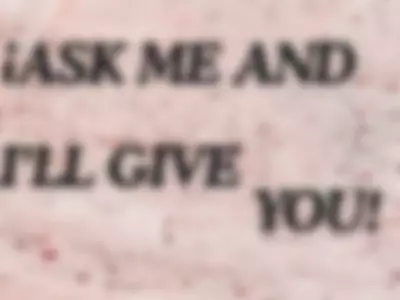 ¡ASK ME AND
I'LL GIVE
YOU!